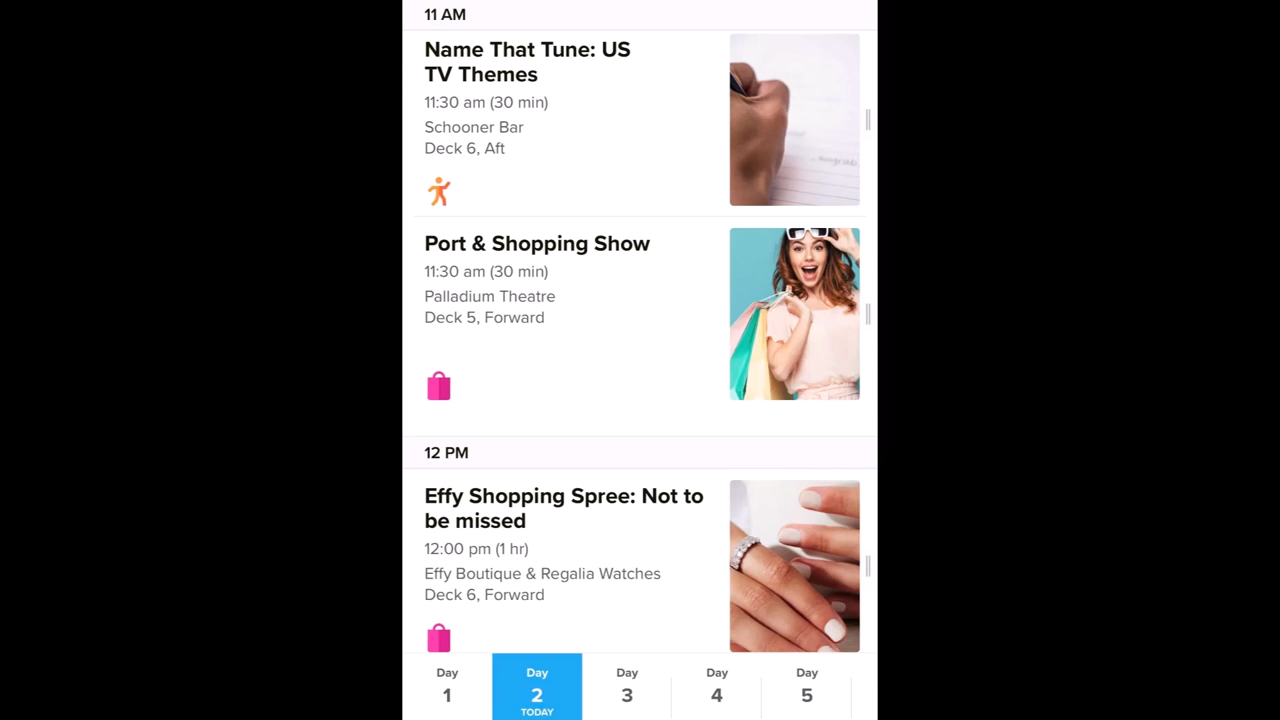 11 AM
Name That Tune: US
TV Themes
11:30 am (30 min)
Schooner Bar
Deck 6, Aft
Port & Shopping Show
11:30 am (30 min)
Palladium Theatre
Deck 5, Forward
12 PM
Effy Shopping Spree: Not to
be missed
12:00 pm (1 hr)
Effy Boutique & Regalia Watches
Deck 6, Forward
Day Day Day Day Day
1 2 3 4 5
TODAY